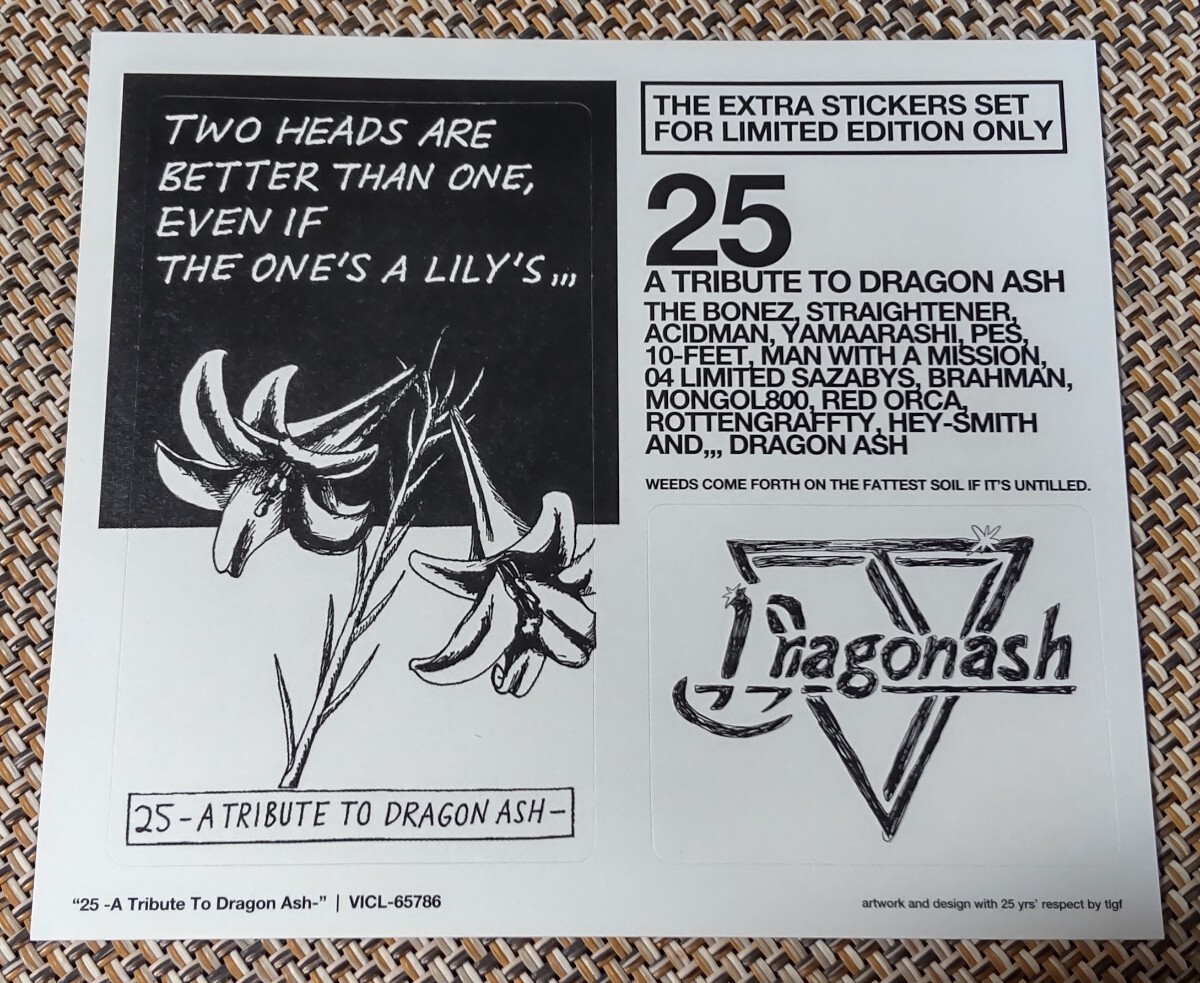 TWO HEADS ARE
BETTER THAN ONE,
EVEN IF
THE ONE'S A LILY'S,,,
25 - A TRIBUTE TO DRAGON ASH -
THE EXTRA STICKERS SET
FOR LIMITED EDITION ONLY
25
A TRIBUTE TO DRAGON ASH
THE BONEZ, STRAIGHTENER,
ACIDMAN, YAMAARASHI, PES,
10-FEET, MAN WITH A MISSION,
04 LIMITED SAZABYS, BRAHMAN,
MONGOL800, RED ORCA,
ROTTENGRAFFTY, HEY-SMITH
AND,,, DRAGON ASH
WEEDS COME FORTH ON THE FATTEST SOIL IF IT'S UNTILLED.
Dragonash
"25 -A Tribute To Dragon Ash-" | VICL-65786
artwork and design with 25 yrs' respect by tlgf